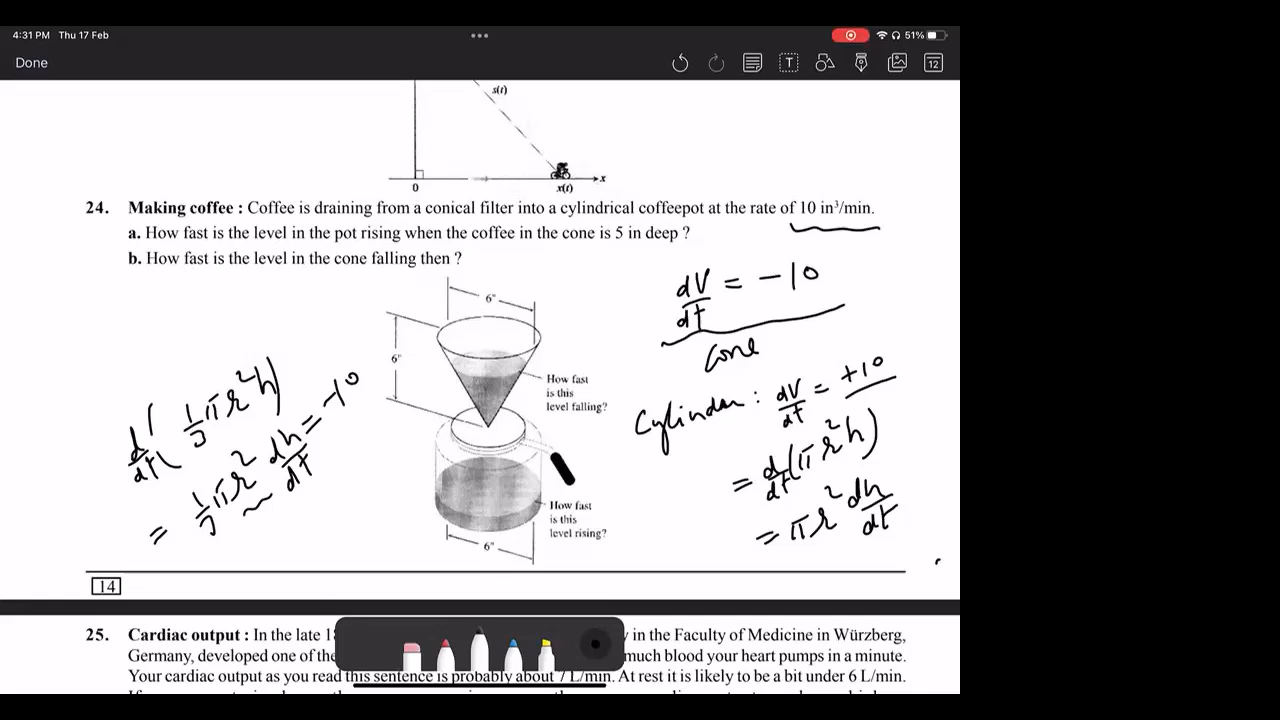 4:31 PM Thu 17 Feb
51%
Done
T
12
s(t)
0
x
x(t)
24. Making coffee : Coffee is draining from a conical filter into a cylindrical coffeepot at the rate of 10 in³/min.
a. How fast is the level in the pot rising when the coffee in the cone is 5 in deep ?
b. How fast is the level in the cone falling then ?
6"
6"
How fast
is this
level falling?
How fast
is this
level rising?
6"
dV/dt = -10
Cone
Cylinder : dV/dt = +10
= d/dt(πr²h)
= πr² dh/dt
d/dt( 1/3 πr²h)
= 1/3 πr² dh/dt = -10
14
25. Cardiac output : In the late 1
y in the Faculty of Medicine in Würzberg,
Germany, developed one of the
much blood your heart pumps in a minute.
Your cardiac output as you read this sentence is probably about 7 L/min. At rest it is likely to be a bit under 6 L/min.